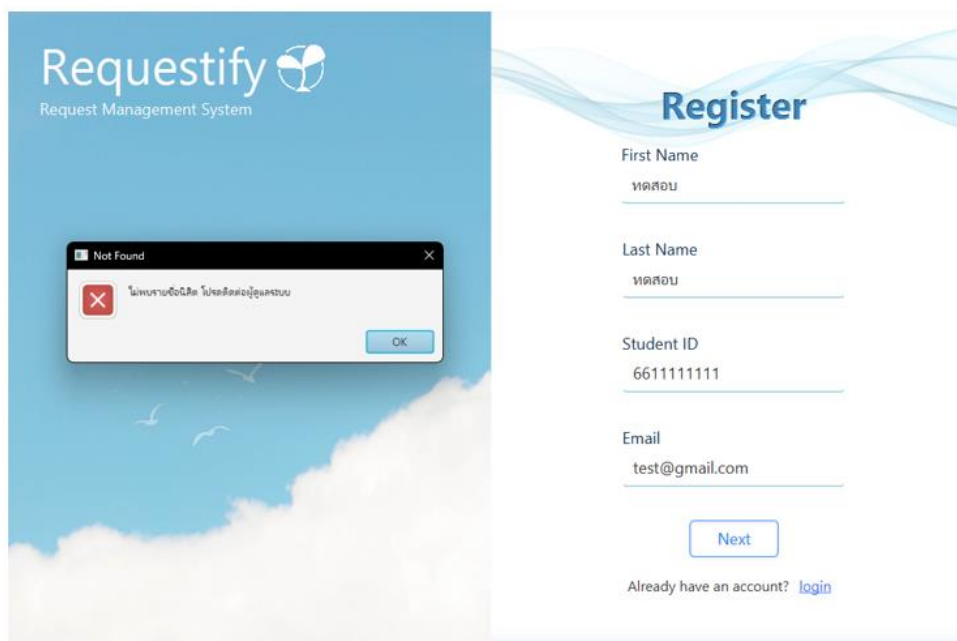 Requestify
Request Management System
Not Found
ไม่พบรายชื่อนิสิต โปรดติดต่อผู้ดูแลระบบ
OK
Register
First Name
ทดสอบ
Last Name
ทดสอบ
Student ID
6611111111
Email
test@gmail.com
Next
Already have an account? login